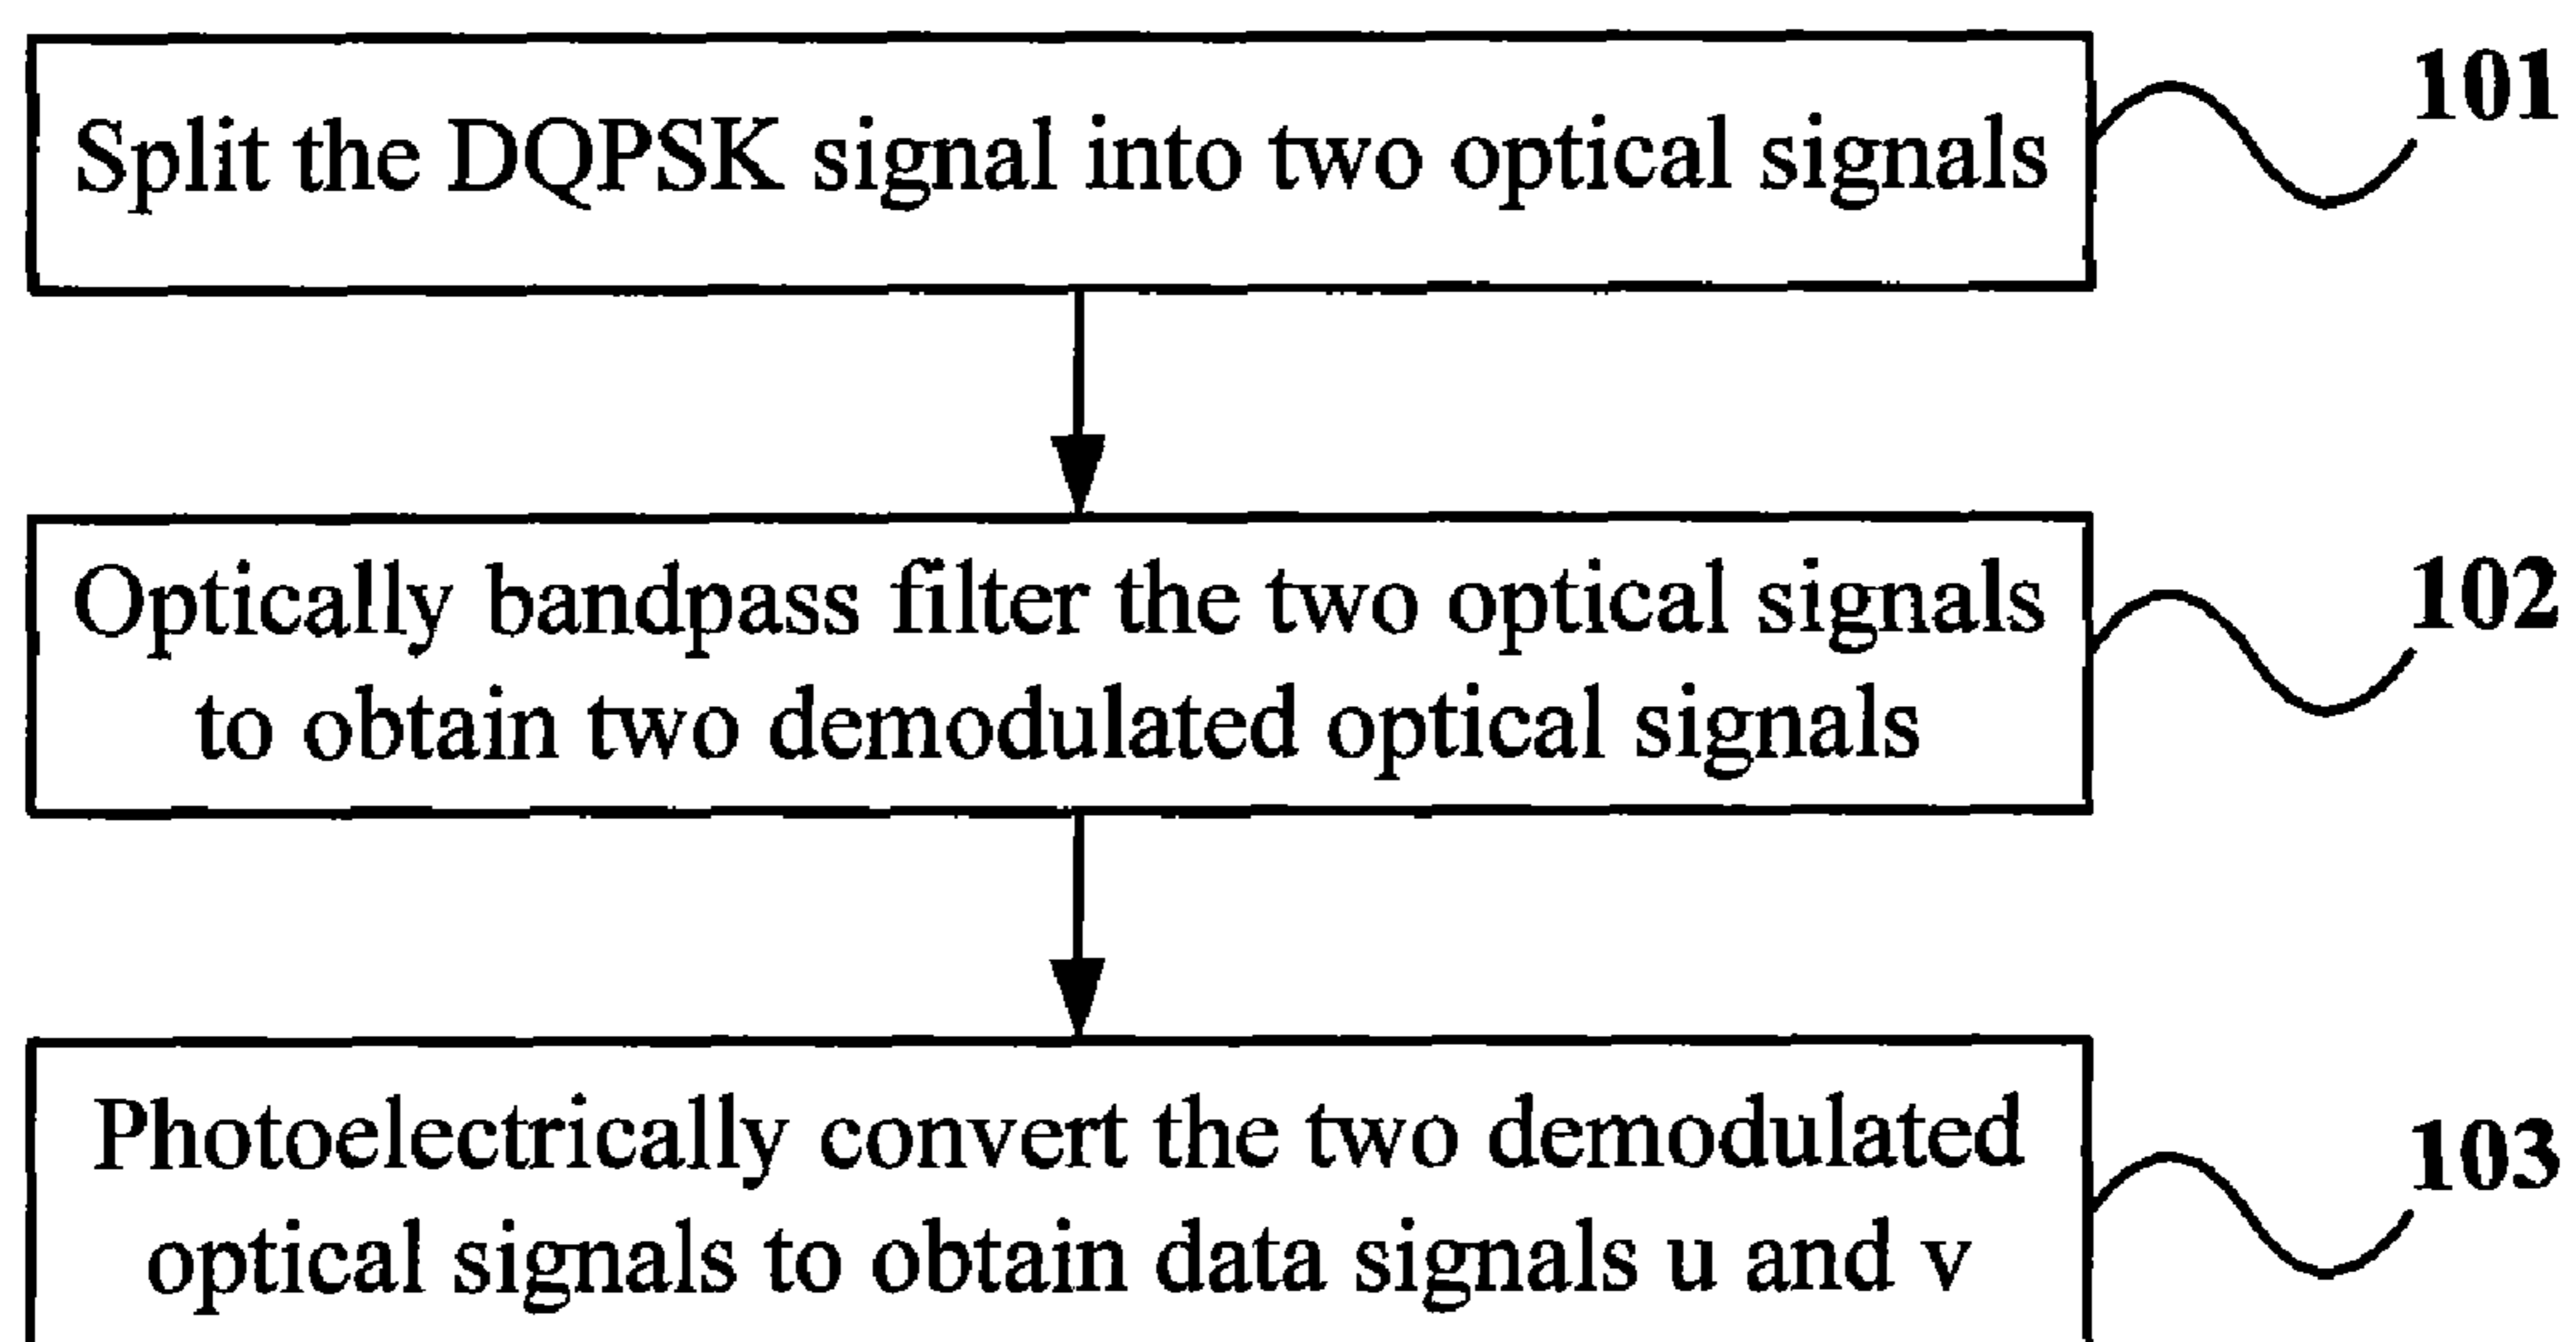 Split the DQPSK signal into two optical signals
101
Optically bandpass filter the two optical signals
to obtain two demodulated optical signals
102
Photoelectrically convert the two demodulated
optical signals to obtain data signals u and v
103